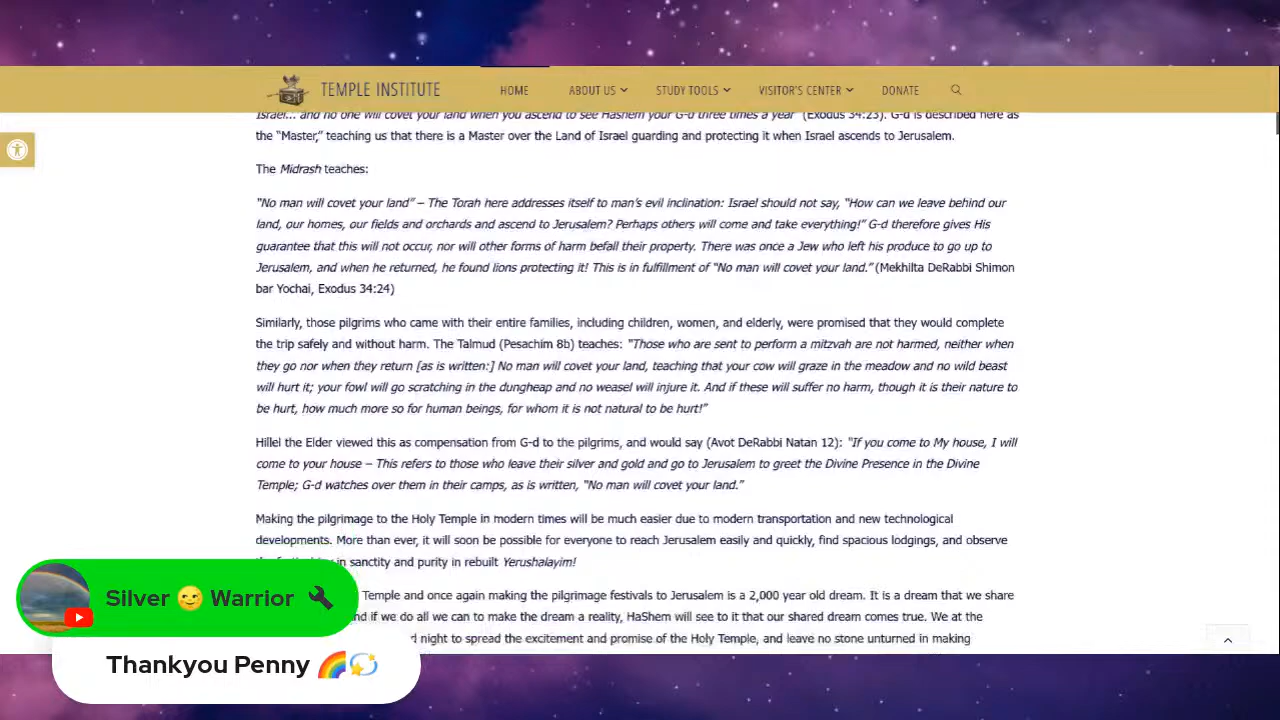 TEMPLE INSTITUTE
HOME
ABOUT US
STUDY TOOLS
VISITOR'S CENTER
DONATE
Israel... and no one will covet your land when you ascend to see Hashem your G-d three times a year" (Exodus 34:23). G-d is described here as
the "Master," teaching us that there is a Master over the Land of Israel guarding and protecting it when Israel ascends to Jerusalem.
The Midrash teaches:
"No man will covet your land" – The Torah here addresses itself to man's evil inclination: Israel should not say, "How can we leave behind our
land, our homes, our fields and orchards and ascend to Jerusalem? Perhaps others will come and take everything!" G-d therefore gives His
guarantee that this will not occur, nor will other forms of harm befall their property. There was once a Jew who left his produce to go up to
Jerusalem, and when he returned, he found lions protecting it! This is in fulfillment of "No man will covet your land." (Mekhilta DeRabbi Shimon
bar Yochai, Exodus 34:24)
Similarly, those pilgrims who came with their entire families, including children, women, and elderly, were promised that they would complete
the trip safely and without harm. The Talmud (Pesachim 8b) teaches: "Those who are sent to perform a mitzvah are not harmed, neither when
they go nor when they return [as is written:] No man will covet your land, teaching that your cow will graze in the meadow and no wild beast
will hurt it; your fowl will go scratching in the dungheap and no weasel will injure it. And if these will suffer no harm, though it is their nature to
be hurt, how much more so for human beings, for whom it is not natural to be hurt!"
Hillel the Elder viewed this as compensation from G-d to the pilgrims, and would say (Avot DeRabbi Natan 12): "If you come to My house, I will
come to your house – This refers to those who leave their silver and gold and go to Jerusalem to greet the Divine Presence in the Divine
Temple; G-d watches over them in their camps, as is written, "No man will covet your land."
Making the pilgrimage to the Holy Temple in modern times will be much easier due to modern transportation and new technological
developments. More than ever, it will soon be possible for everyone to reach Jerusalem easily and quickly, find spacious lodgings, and observe
in sanctity and purity in rebuilt Yerushalayim!
Temple and once again making the pilgrimage festivals to Jerusalem is a 2,000 year old dream. It is a dream that we share
if we do all we can to make the dream a reality, HaShem will see to it that our shared dream comes true. We at the
night to spread the excitement and promise of the Holy Temple, and leave no stone unturned in making
Silver 🌝 Warrior 🔧
Thankyou Penny 🌈💫